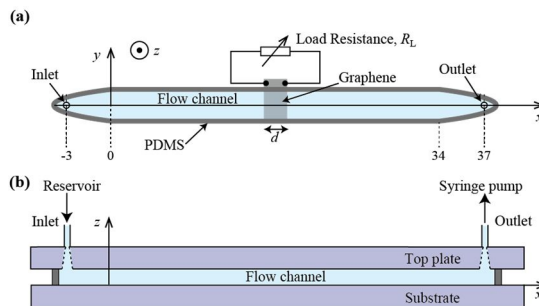 (a)
z
y
Load Resistance, RL
Inlet
Graphene
Outlet
Flow channel
x
d
PDMS
-3
0
34
37
(b)
Reservoir
Syringe pump
Inlet
z
Outlet
Top plate
Flow channel
Substrate
x